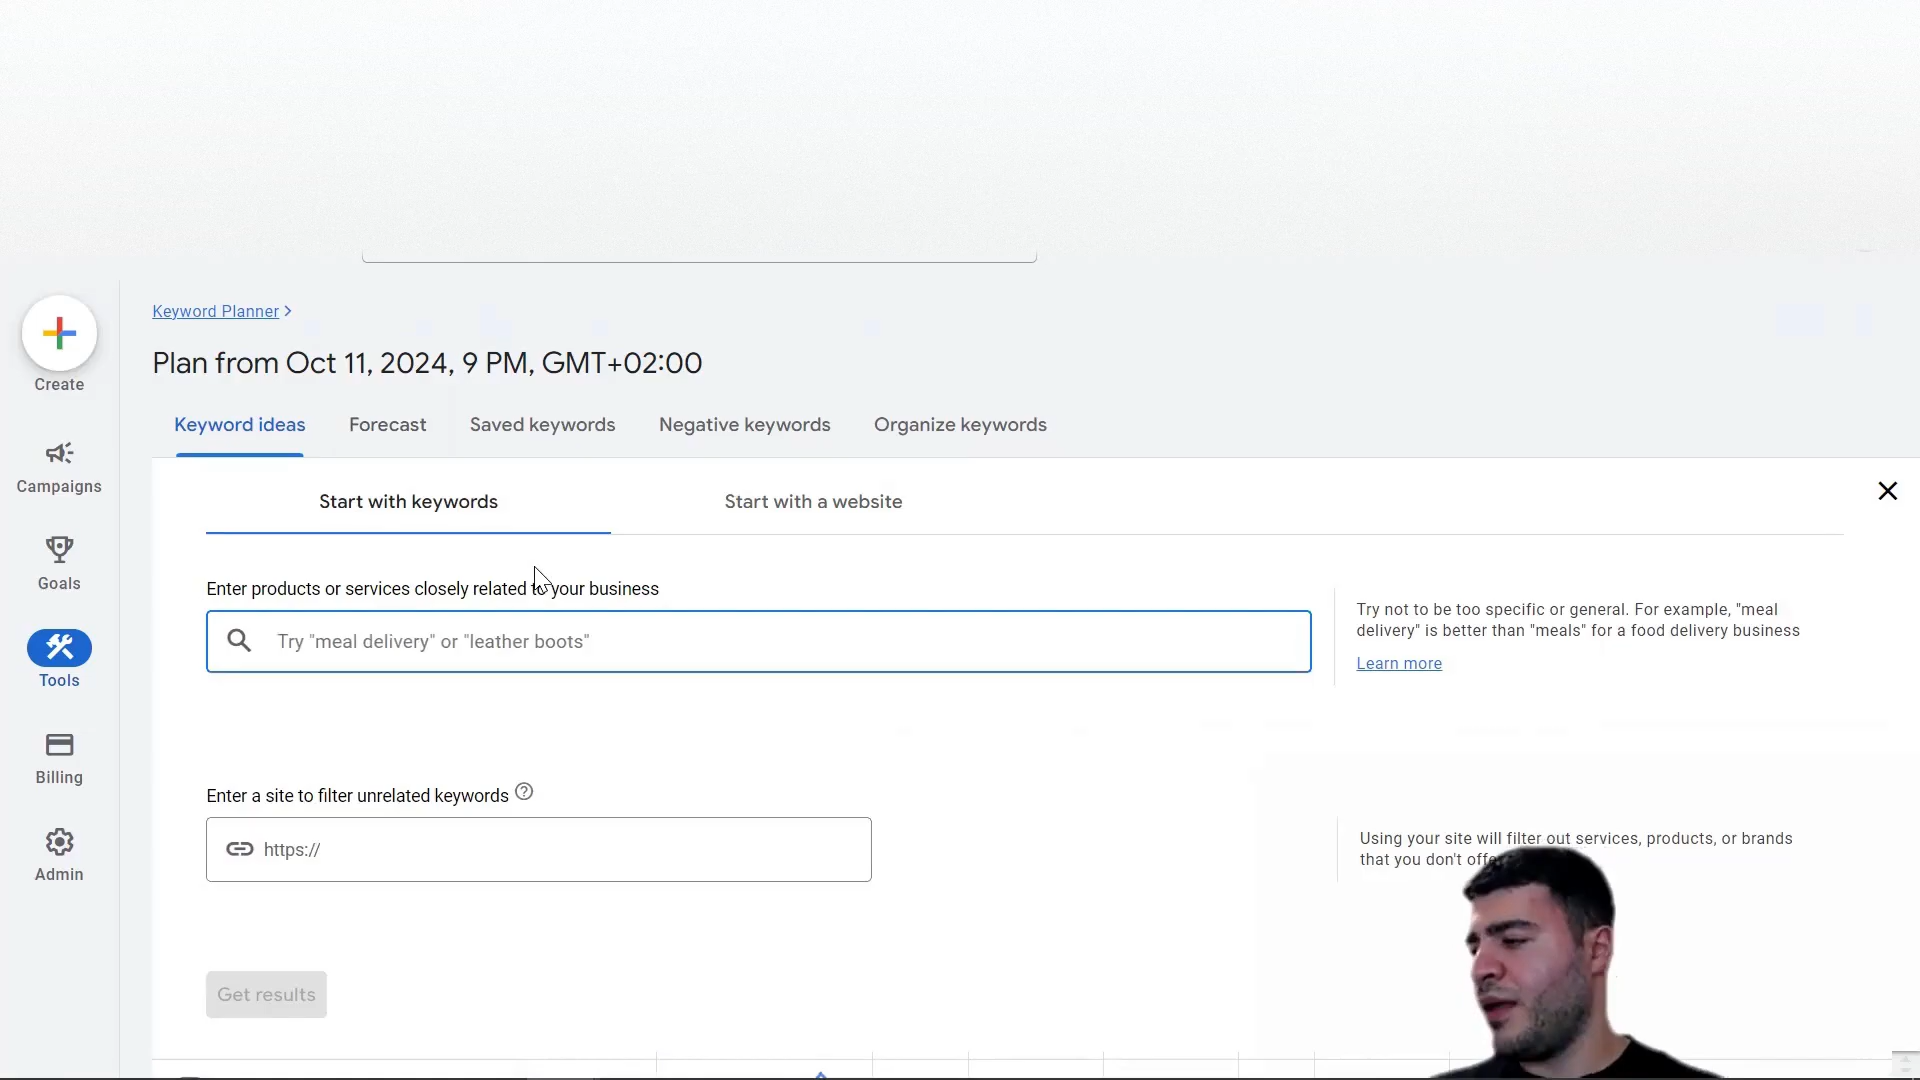 Keyword Planner
Plan from Oct 11, 2024, 9 PM, GMT+02:00
Create
Campaigns
Goals
Tools
Billing
Admin
Keyword ideas
Forecast
Saved keywords
Negative keywords
Organize keywords
Start with keywords
Start with a website
Enter products or services closely related to your business
Try "meal delivery" or "leather boots"
Try not to be too specific or general. For example, "meal
delivery" is better than "meals" for a food delivery business
Learn more
Enter a site to filter unrelated keywords
https://
Using your site will filter out services, products, or brands
that you don't
Get results